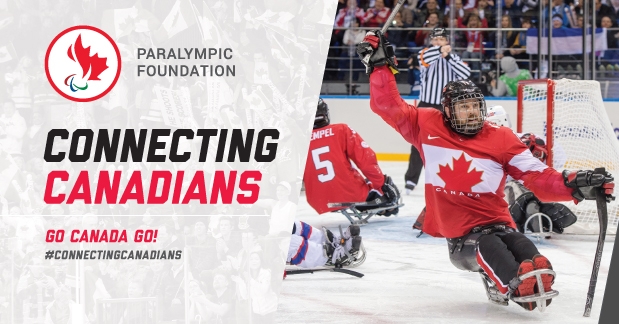 PARALYMPIC
FOUNDATION
CONNECTING
CANADIANS
GO CANADA GO!
#CONNECTINGCANADIANS
EMPEL
5
CANADA